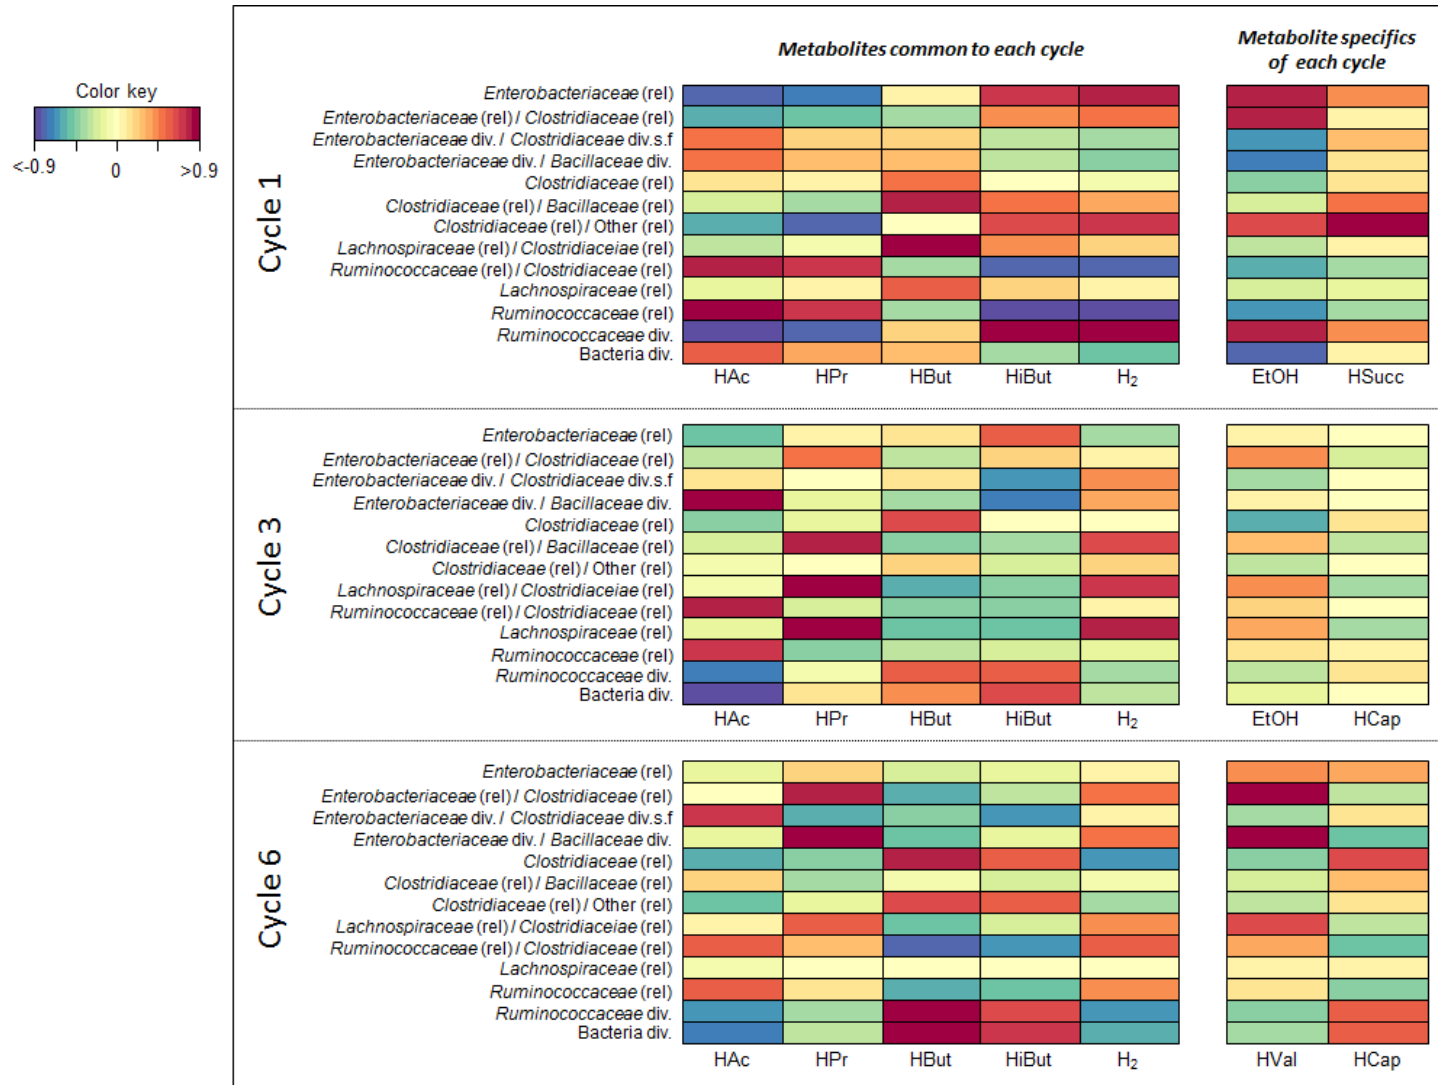 Metabolites common to each cycle
Metabolite specifics
of each cycle
Color key
<-0.9 0 >0.9
Cycle 1
Enterobacteriaceae (rel)
Enterobacteriaceae (rel) / Clostridiaceae (rel)
Enterobacteriaceae div. / Clostridiaceae div.s.f
Enterobacteriaceae div. / Bacillaceae div.
Clostridiaceae (rel)
Clostridiaceae (rel) / Bacillaceae (rel)
Clostridiaceae (rel) / Other (rel)
Lachnospiraceae (rel) / Clostridiaceiae (rel)
Ruminococcaceae (rel) / Clostridiaceae (rel)
Lachnospiraceae (rel)
Ruminococcaceae (rel)
Ruminococcaceae div.
Bacteria div.
HAc HPr HBut HiBut H₂ EtOH HSucc
Cycle 3
Enterobacteriaceae (rel)
Enterobacteriaceae (rel) / Clostridiaceae (rel)
Enterobacteriaceae div. / Clostridiaceae div.s.f
Enterobacteriaceae div. / Bacillaceae div.
Clostridiaceae (rel)
Clostridiaceae (rel) / Bacillaceae (rel)
Clostridiaceae (rel) / Other (rel)
Lachnospiraceae (rel) / Clostridiaceiae (rel)
Ruminococcaceae (rel) / Clostridiaceae (rel)
Lachnospiraceae (rel)
Ruminococcaceae (rel)
Ruminococcaceae div.
Bacteria div.
HAc HPr HBut HiBut H₂ EtOH HCap
Cycle 6
Enterobacteriaceae (rel)
Enterobacteriaceae (rel) / Clostridiaceae (rel)
Enterobacteriaceae div. / Clostridiaceae div.s.f
Enterobacteriaceae div. / Bacillaceae div.
Clostridiaceae (rel)
Clostridiaceae (rel) / Bacillaceae (rel)
Clostridiaceae (rel) / Other (rel)
Lachnospiraceae (rel) / Clostridiaceiae (rel)
Ruminococcaceae (rel) / Clostridiaceae (rel)
Lachnospiraceae (rel)
Ruminococcaceae (rel)
Ruminococcaceae div.
Bacteria div.
HAc HPr HBut HiBut H₂ HVal HCap